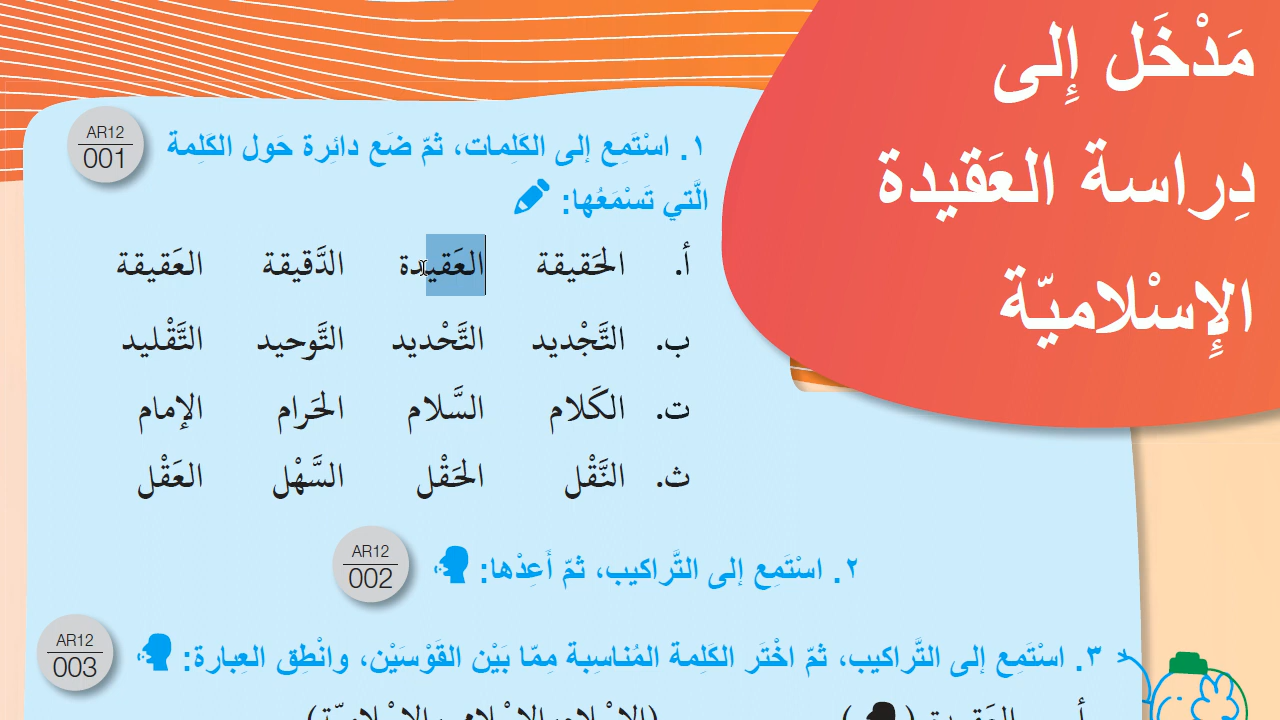 مَدْخَل إِلى
دِراسة العَقيدة
الإِسْلاميّة
١. اسْتَمِع إلى الكَلِمات، ثمّ ضَع دائِرة حَول الكَلِمة
الَّتي تَسْمَعُها:
AR12
001
أ. الحَقيقة العَقيدة الدَّقيقة العَقيقة
ب. التَّجْديد التَّحْديد التَّوحيد التَّقْليد
ت. الكَلام السَّلام الحَرام الإمام
ث. النَّقْل الحَقْل السَّهْل العَقْل
٢. اسْتَمِع إلى التَّراكيب، ثمّ أَعِدْها:
AR12
002
٣. اسْتَمِع إلى التَّراكيب، ثمّ اخْتَر الكَلِمة المُناسِبة مِمّا بَيْن القَوْسَيْن، وانْطِق العِبارة:
AR12
003